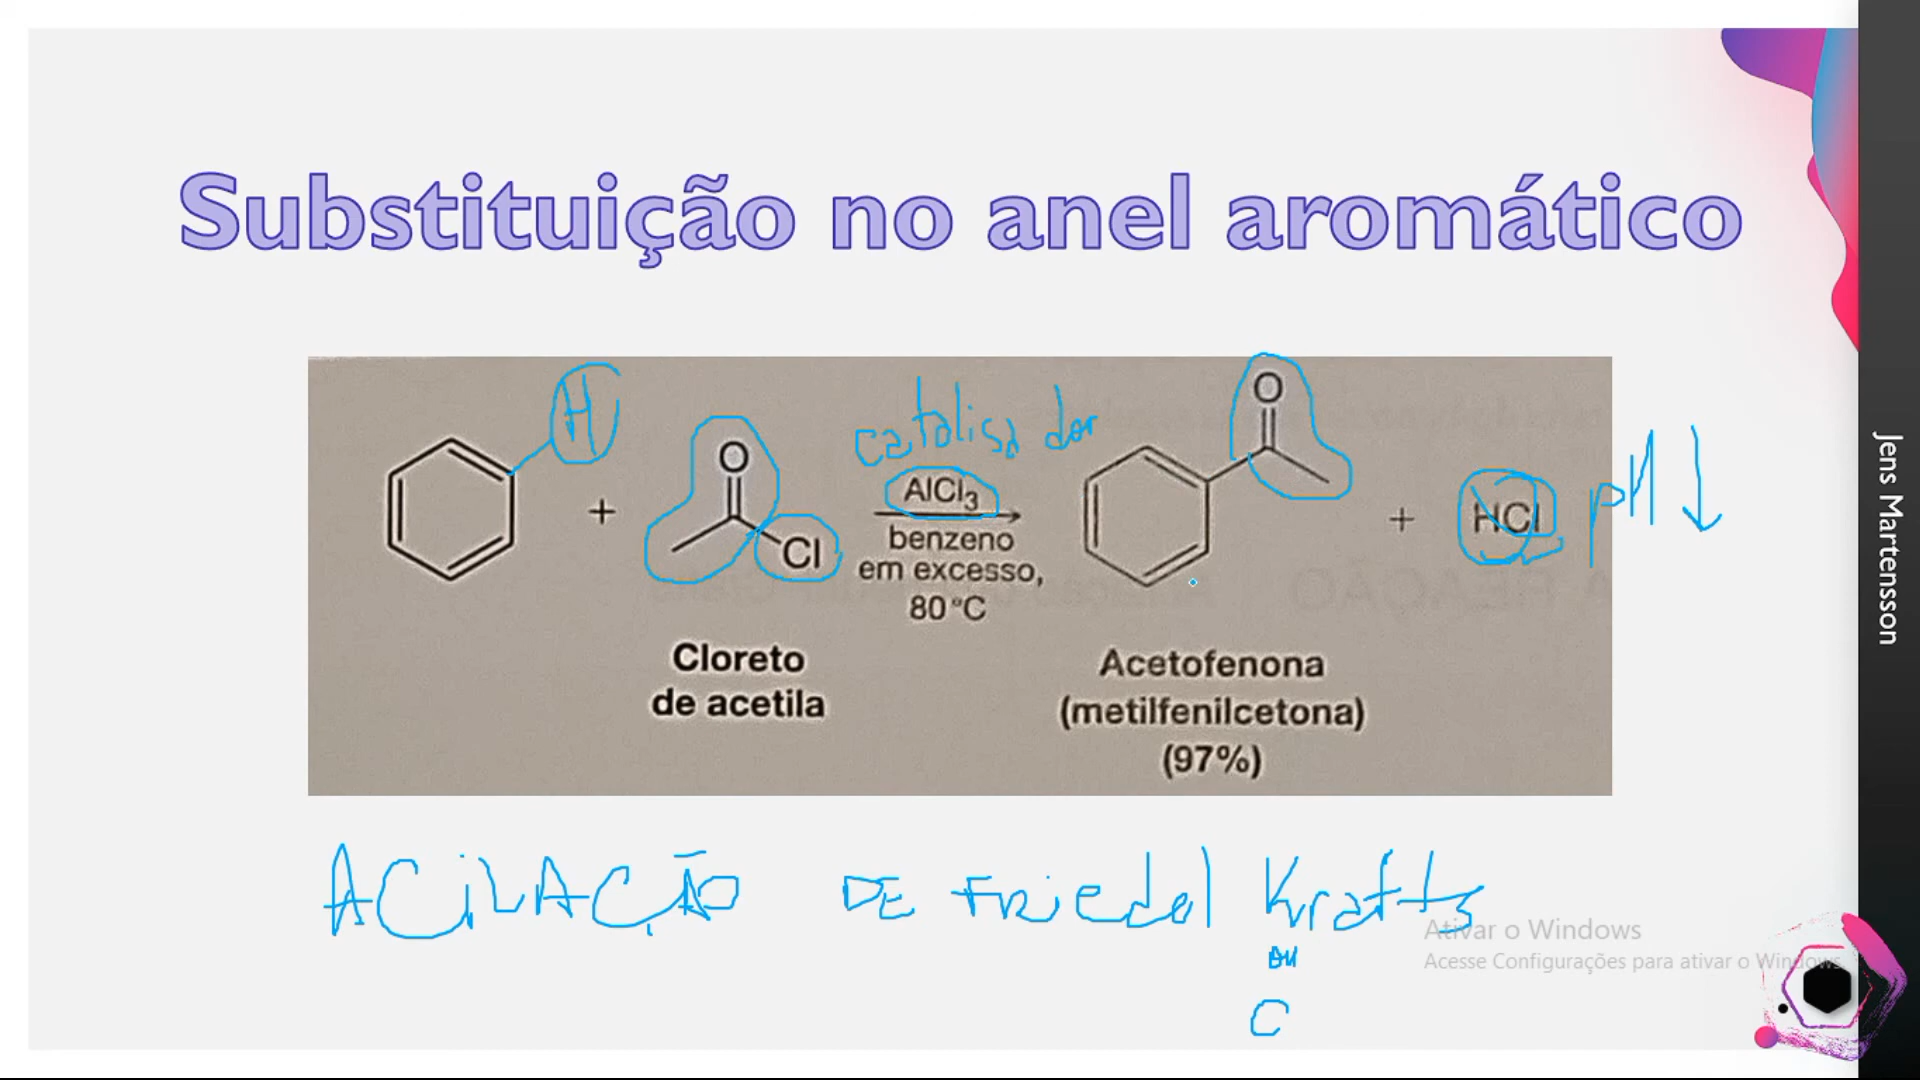 Substituição no anel aromático
H
O
+
Cl
catalisador
AlCl₃
benzeno
em excesso,
80 °C
O
+
HCl
pH ↓
Cloreto
de acetila
Acetofenona
(metilfenilcetona)
(97%)
ACiLAÇÃO DE FRiedel Krafts
ou
C
Ativar o Windows
Acesse Configurações para ativar o Windows.
Jens Martensson